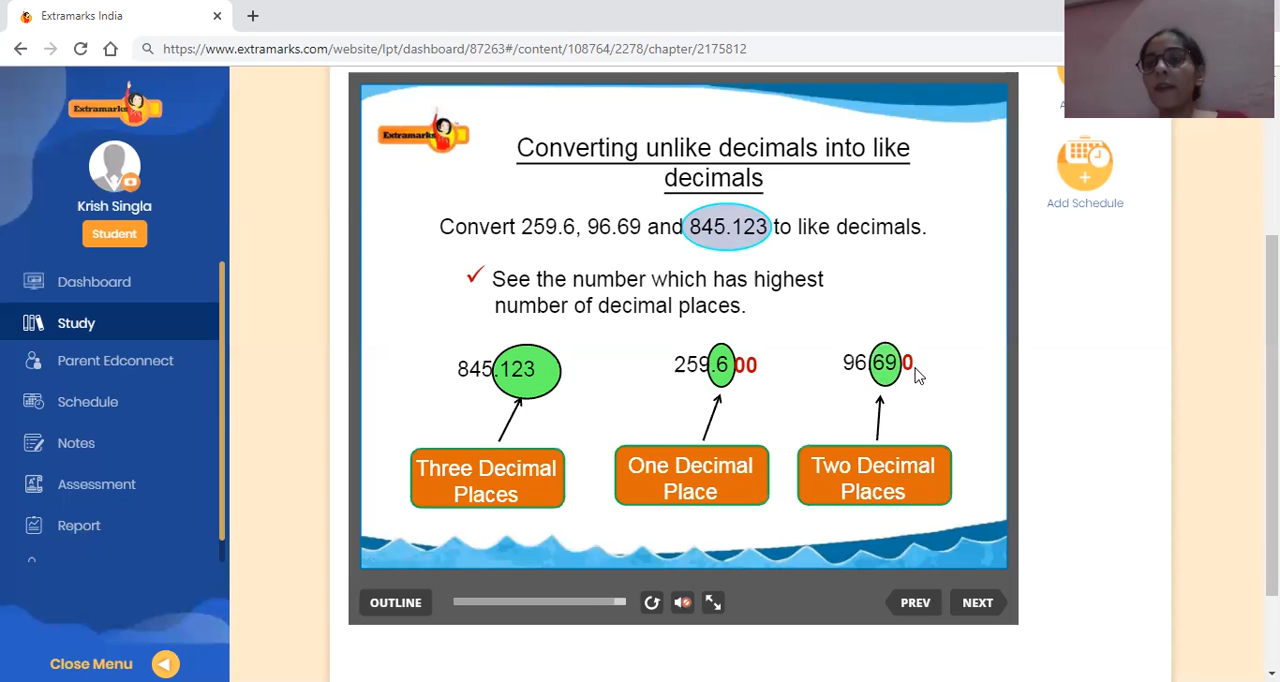 Extramarks India
https://www.extramarks.com/website/lpt/dashboard/87263#/content/108764/2278/chapter/2175812
Extramarks
Krish Singla
Student
Dashboard
Study
Parent Edconnect
Schedule
Notes
Assessment
Report
Close Menu
Extramarks
Converting unlike decimals into like
decimals
Convert 259.6, 96.69 and 845.123 to like decimals.
See the number which has highest
number of decimal places.
845.123
259.600
96.690
Three Decimal
Places
One Decimal
Place
Two Decimal
Places
OUTLINE
PREV
NEXT
Add Schedule